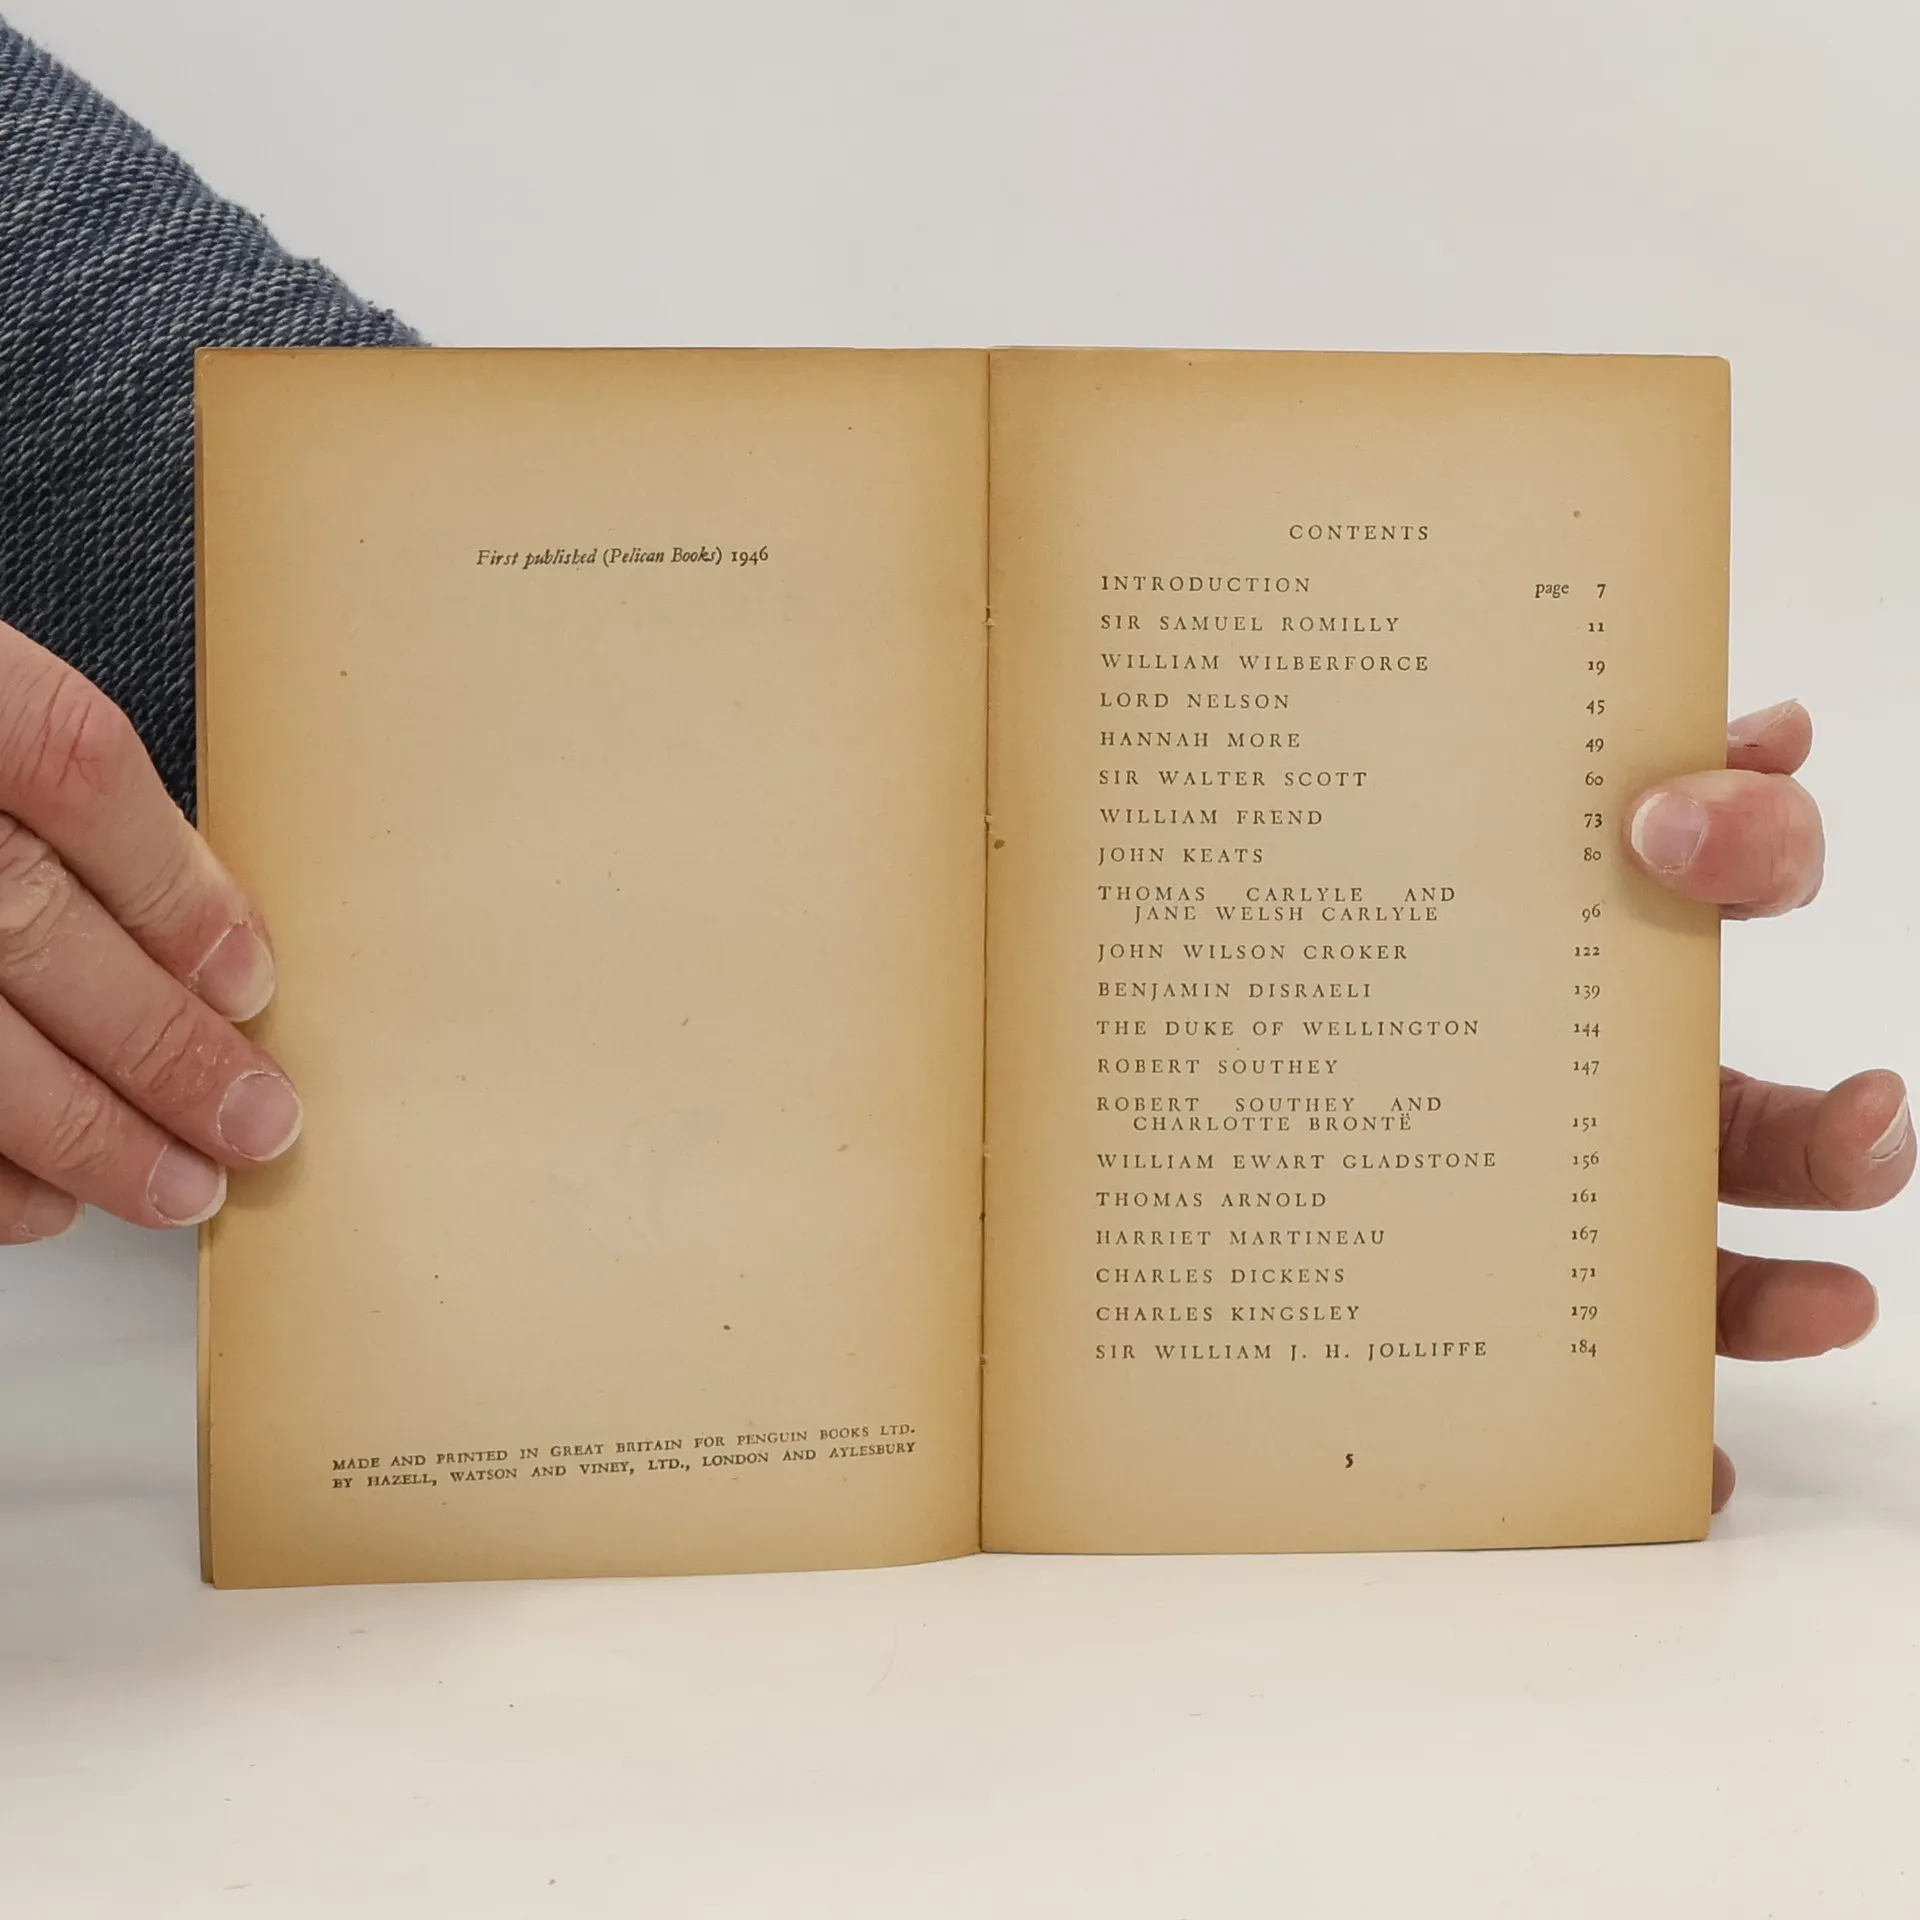 First published (Pelican Books) 1946
MADE AND PRINTED IN GREAT BRITAIN FOR PENGUIN BOOKS LTD.
BY HAZELL, WATSON AND VINEY, LTD., LONDON AND AYLESBURY
CONTENTS
INTRODUCTION page 7
SIR SAMUEL ROMILLY 11
WILLIAM WILBERFORCE 19
LORD NELSON 45
HANNAH MORE 49
SIR WALTER SCOTT 60
WILLIAM FREND 73
JOHN KEATS 80
THOMAS CARLYLE AND
JANE WELSH CARLYLE 96
JOHN WILSON CROKER 122
BENJAMIN DISRAELI 139
THE DUKE OF WELLINGTON 144
ROBERT SOUTHEY 147
ROBERT SOUTHEY AND
CHARLOTTE BRONTË 151
WILLIAM EWART GLADSTONE 156
THOMAS ARNOLD 161
HARRIET MARTINEAU 167
CHARLES DICKENS 171
CHARLES KINGSLEY 179
SIR WILLIAM J. H. JOLLIFFE 184
5